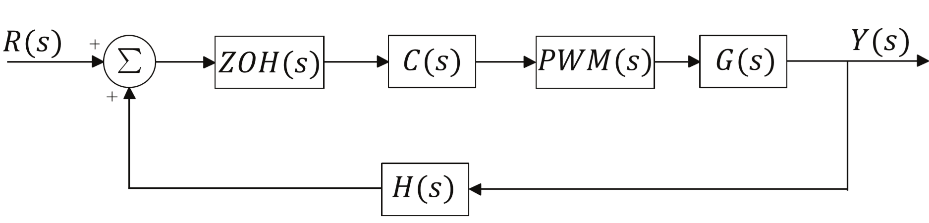 R(s) + Σ ZOH(s) C(s) PWM(s) G(s) Y(s)
+
H(s)